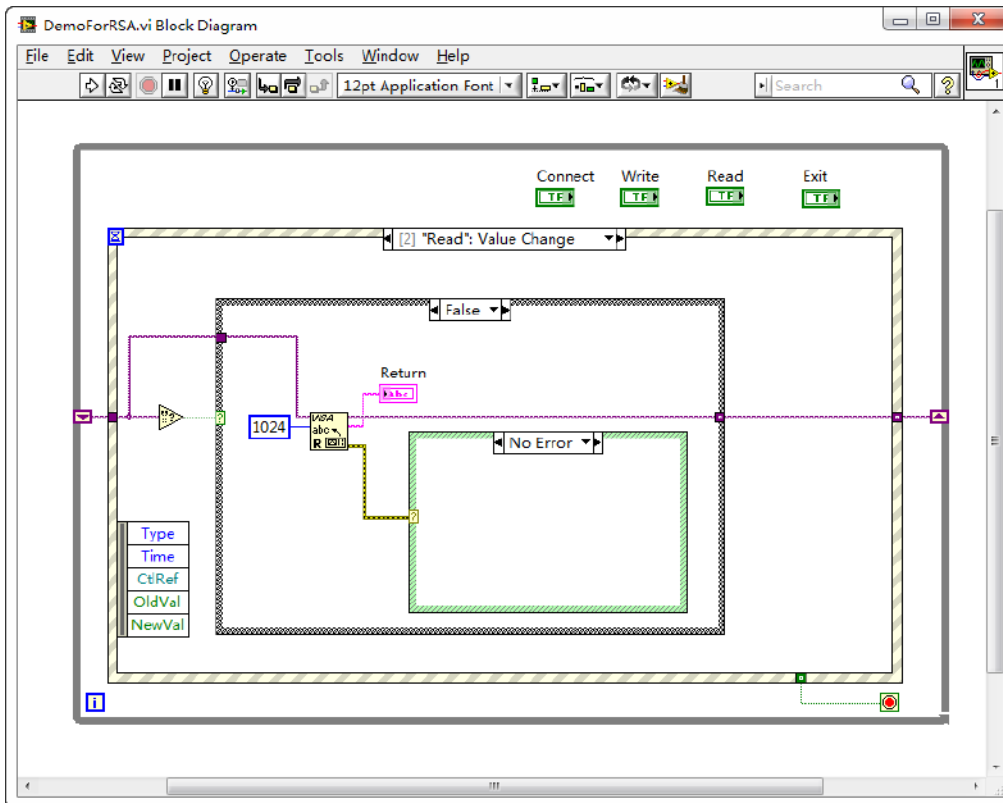 DemoForRSA.vi Block Diagram
File Edit View Project Operate Tools Window Help
12pt Application Font
Search
1
Connect Write Read Exit
TF TF TF TF
[2] "Read": Value Change
False
Return
abc
1024
VISA
abc
R
No Error
Type
Time
CtlRef
OldVal
NewVal
i